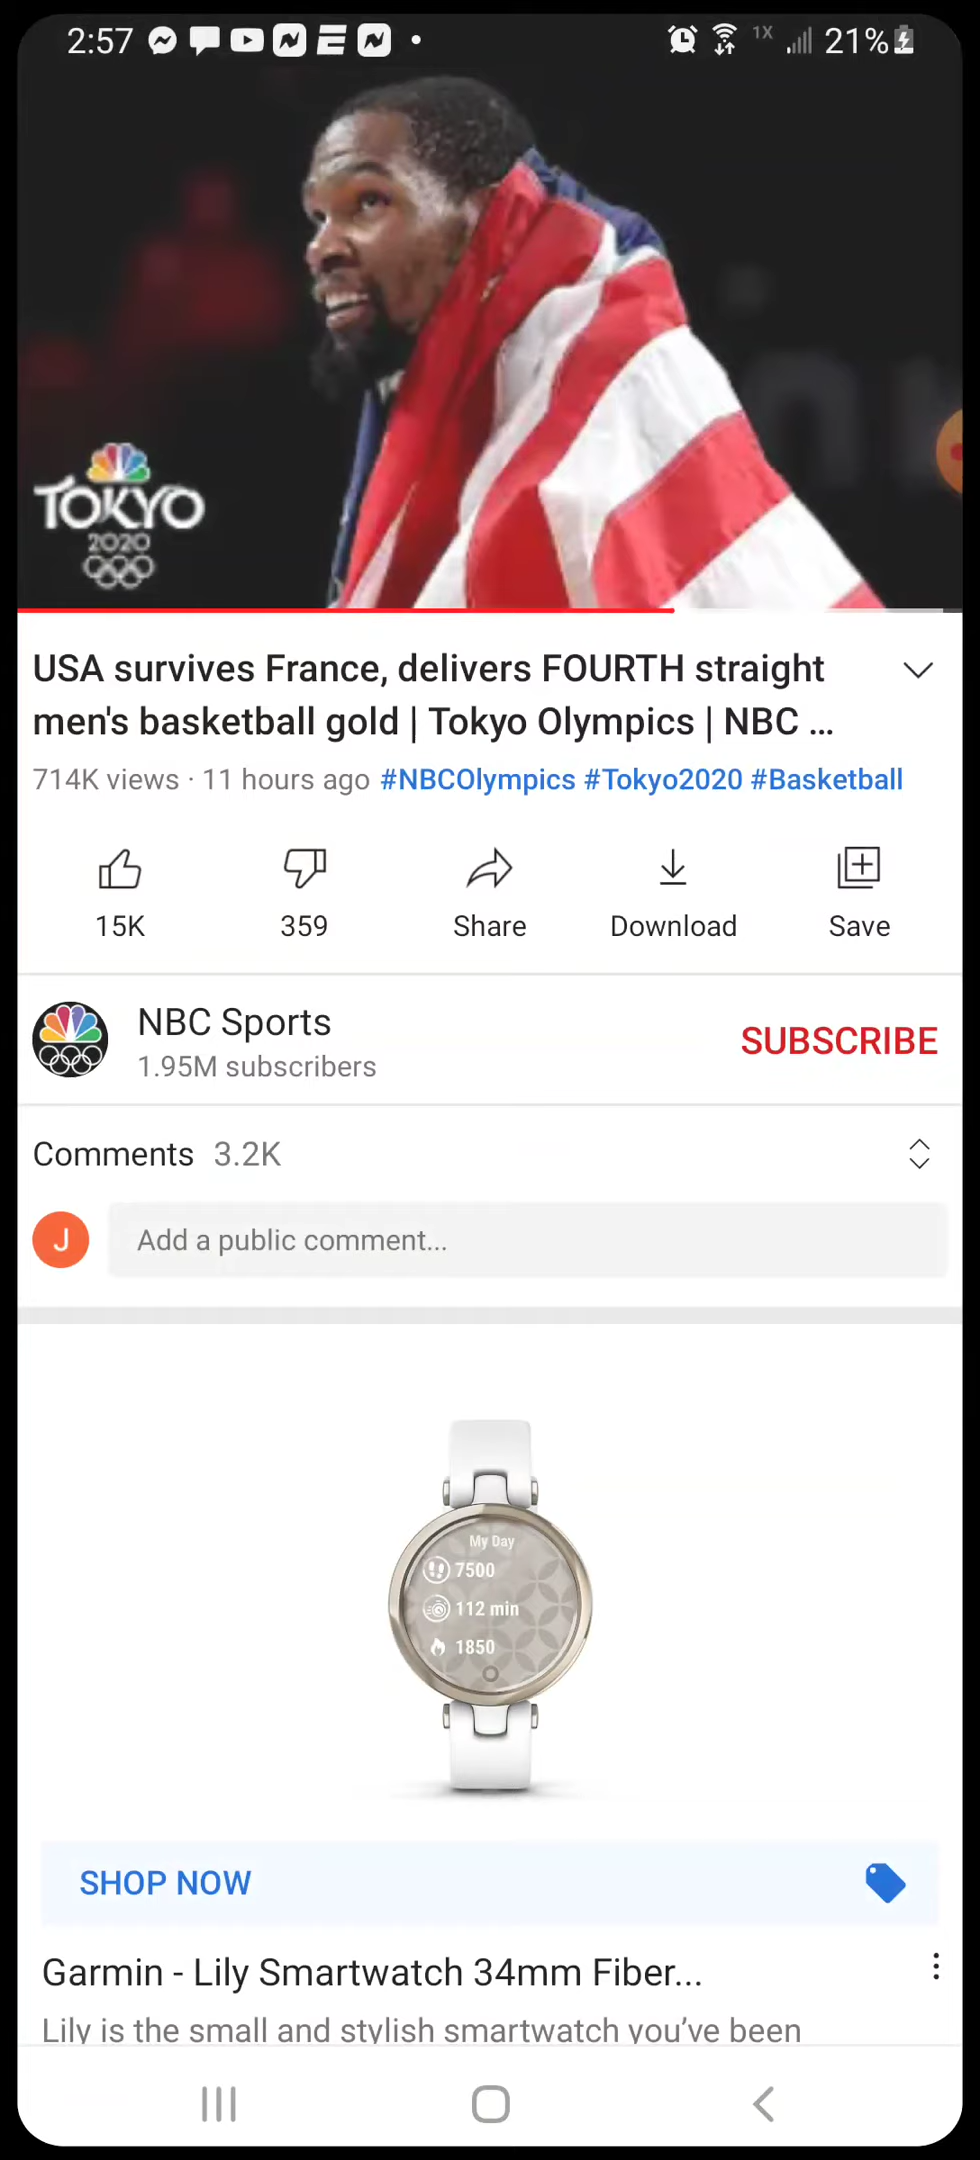 2:57
1X
21%
TOKYO
2020
USA survives France, delivers FOURTH straight
men's basketball gold | Tokyo Olympics | NBC ...
714K views · 11 hours ago #NBCOlympics #Tokyo2020 #Basketball
15K
359
Share
Download
Save
NBC Sports
1.95M subscribers
SUBSCRIBE
Comments 3.2K
J
Add a public comment...
My Day
7500
112 min
1850
SHOP NOW
Garmin - Lily Smartwatch 34mm Fiber...
Lily is the small and stylish smartwatch you've been